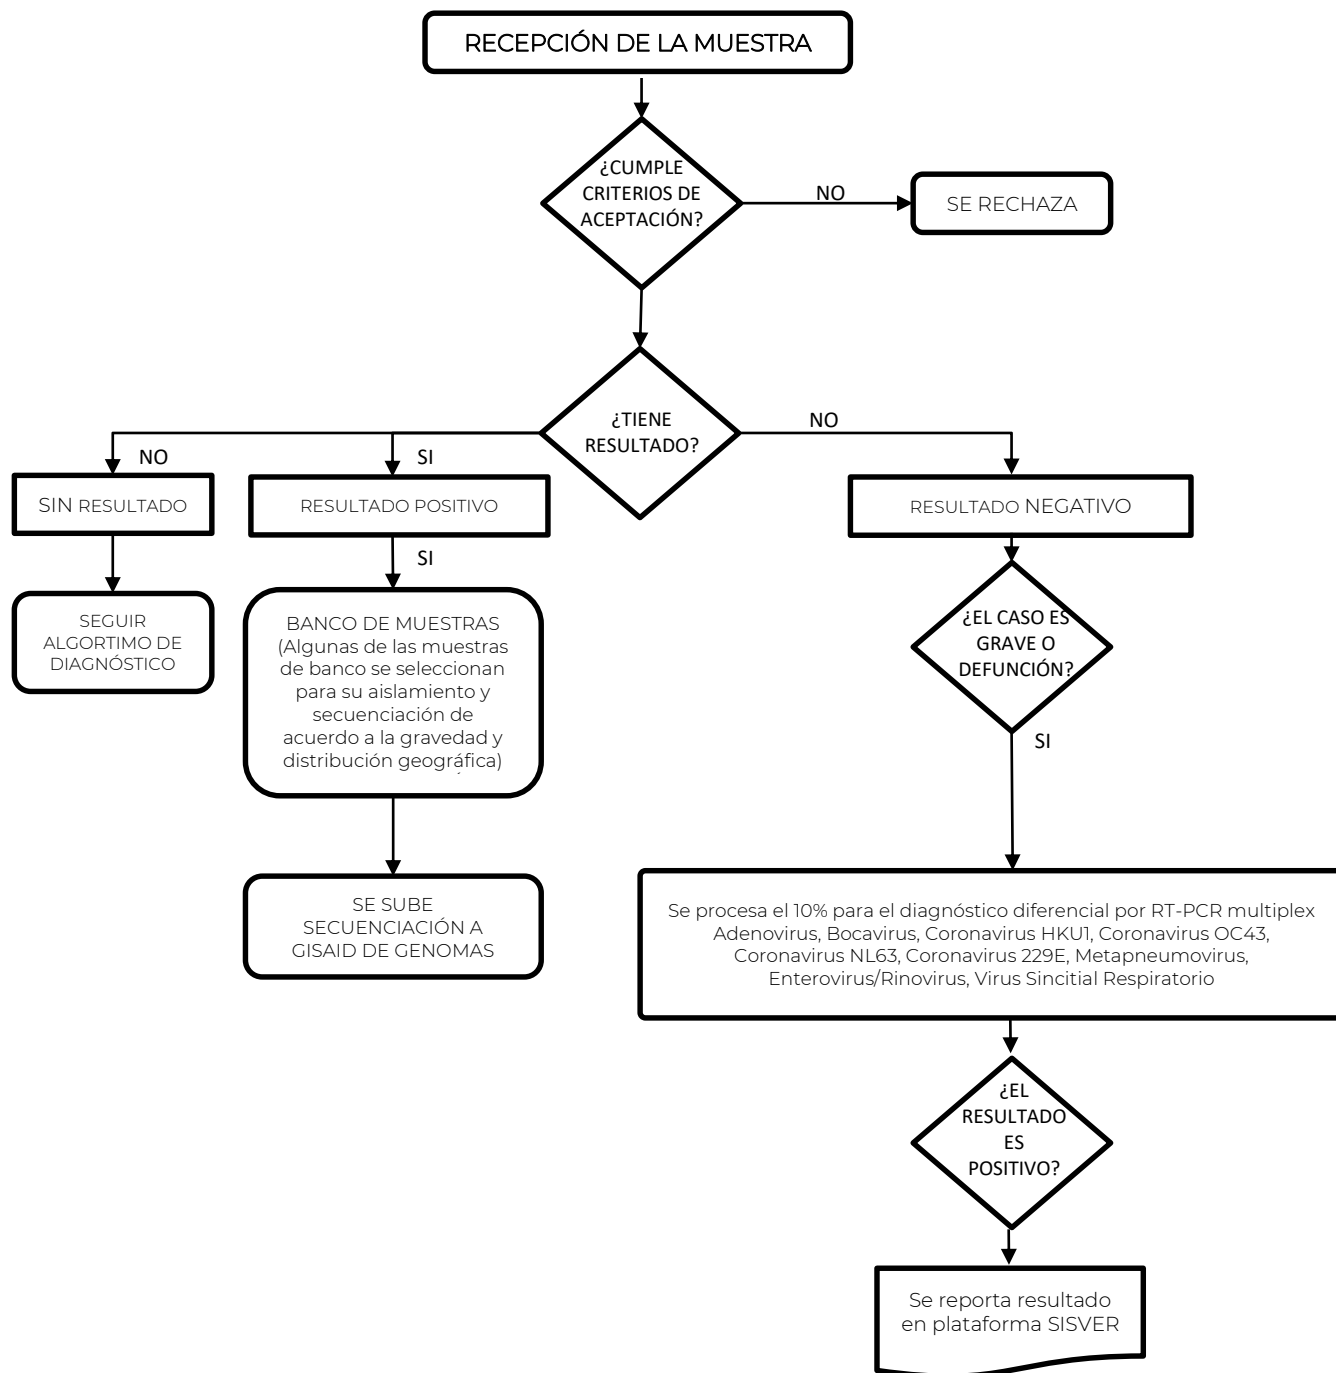 RECEPCIÓN DE LA MUESTRA
¿CUMPLE
CRITERIOS DE
ACEPTACIÓN?
NO
SE RECHAZA
¿TIENE
RESULTADO?
NO
SI
NO
SIN RESULTADO
RESULTADO POSITIVO
RESULTADO NEGATIVO
SI
SEGUIR
ALGORTIMO DE
DIAGNÓSTICO
BANCO DE MUESTRAS
(Algunas de las muestras
de banco se seleccionan
para su aislamiento y
secuenciación de
acuerdo a la gravedad y
distribución geográfica)
¿EL CASO ES
GRAVE O
DEFUNCIÓN?
SI
SE SUBE
SECUENCIACIÓN A
GISAID DE GENOMAS
Se procesa el 10% para el diagnóstico diferencial por RT-PCR multiplex
Adenovirus, Bocavirus, Coronavirus HKU1, Coronavirus OC43,
Coronavirus NL63, Coronavirus 229E, Metapneumovirus,
Enterovirus/Rinovirus, Virus Sincitial Respiratorio
¿EL
RESULTADO
ES
POSITIVO?
Se reporta resultado
en plataforma SISVER